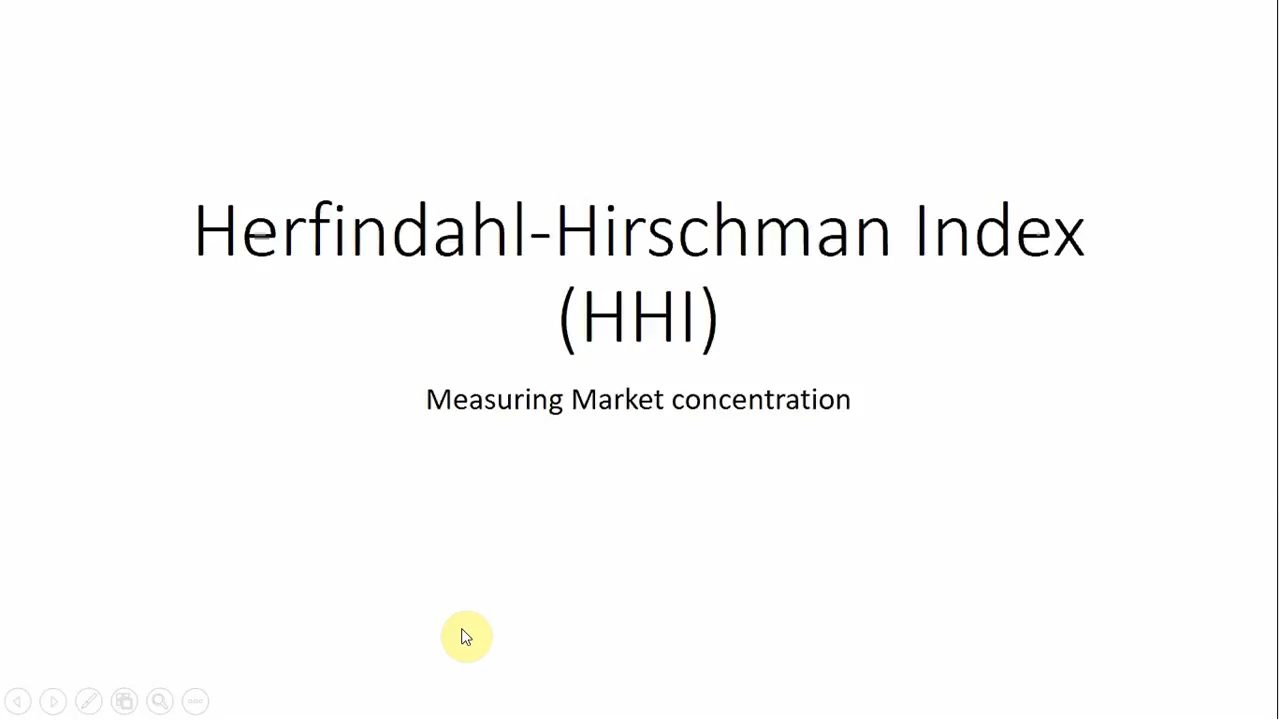 Herfindahl-Hirschman Index
(HHI)
Measuring Market concentration